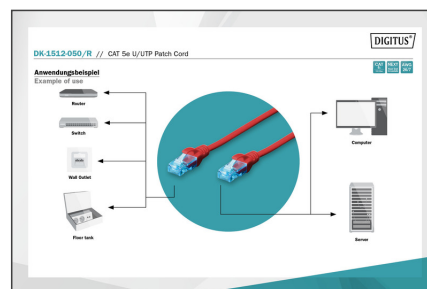 DIGITUS®
DK-1512-050/R // CAT 5e U/UTP Patch Cord
Anwendungsbeispiel
Example of use
Router
Switch
Wall Outlet
Floor tank
Computer
Server